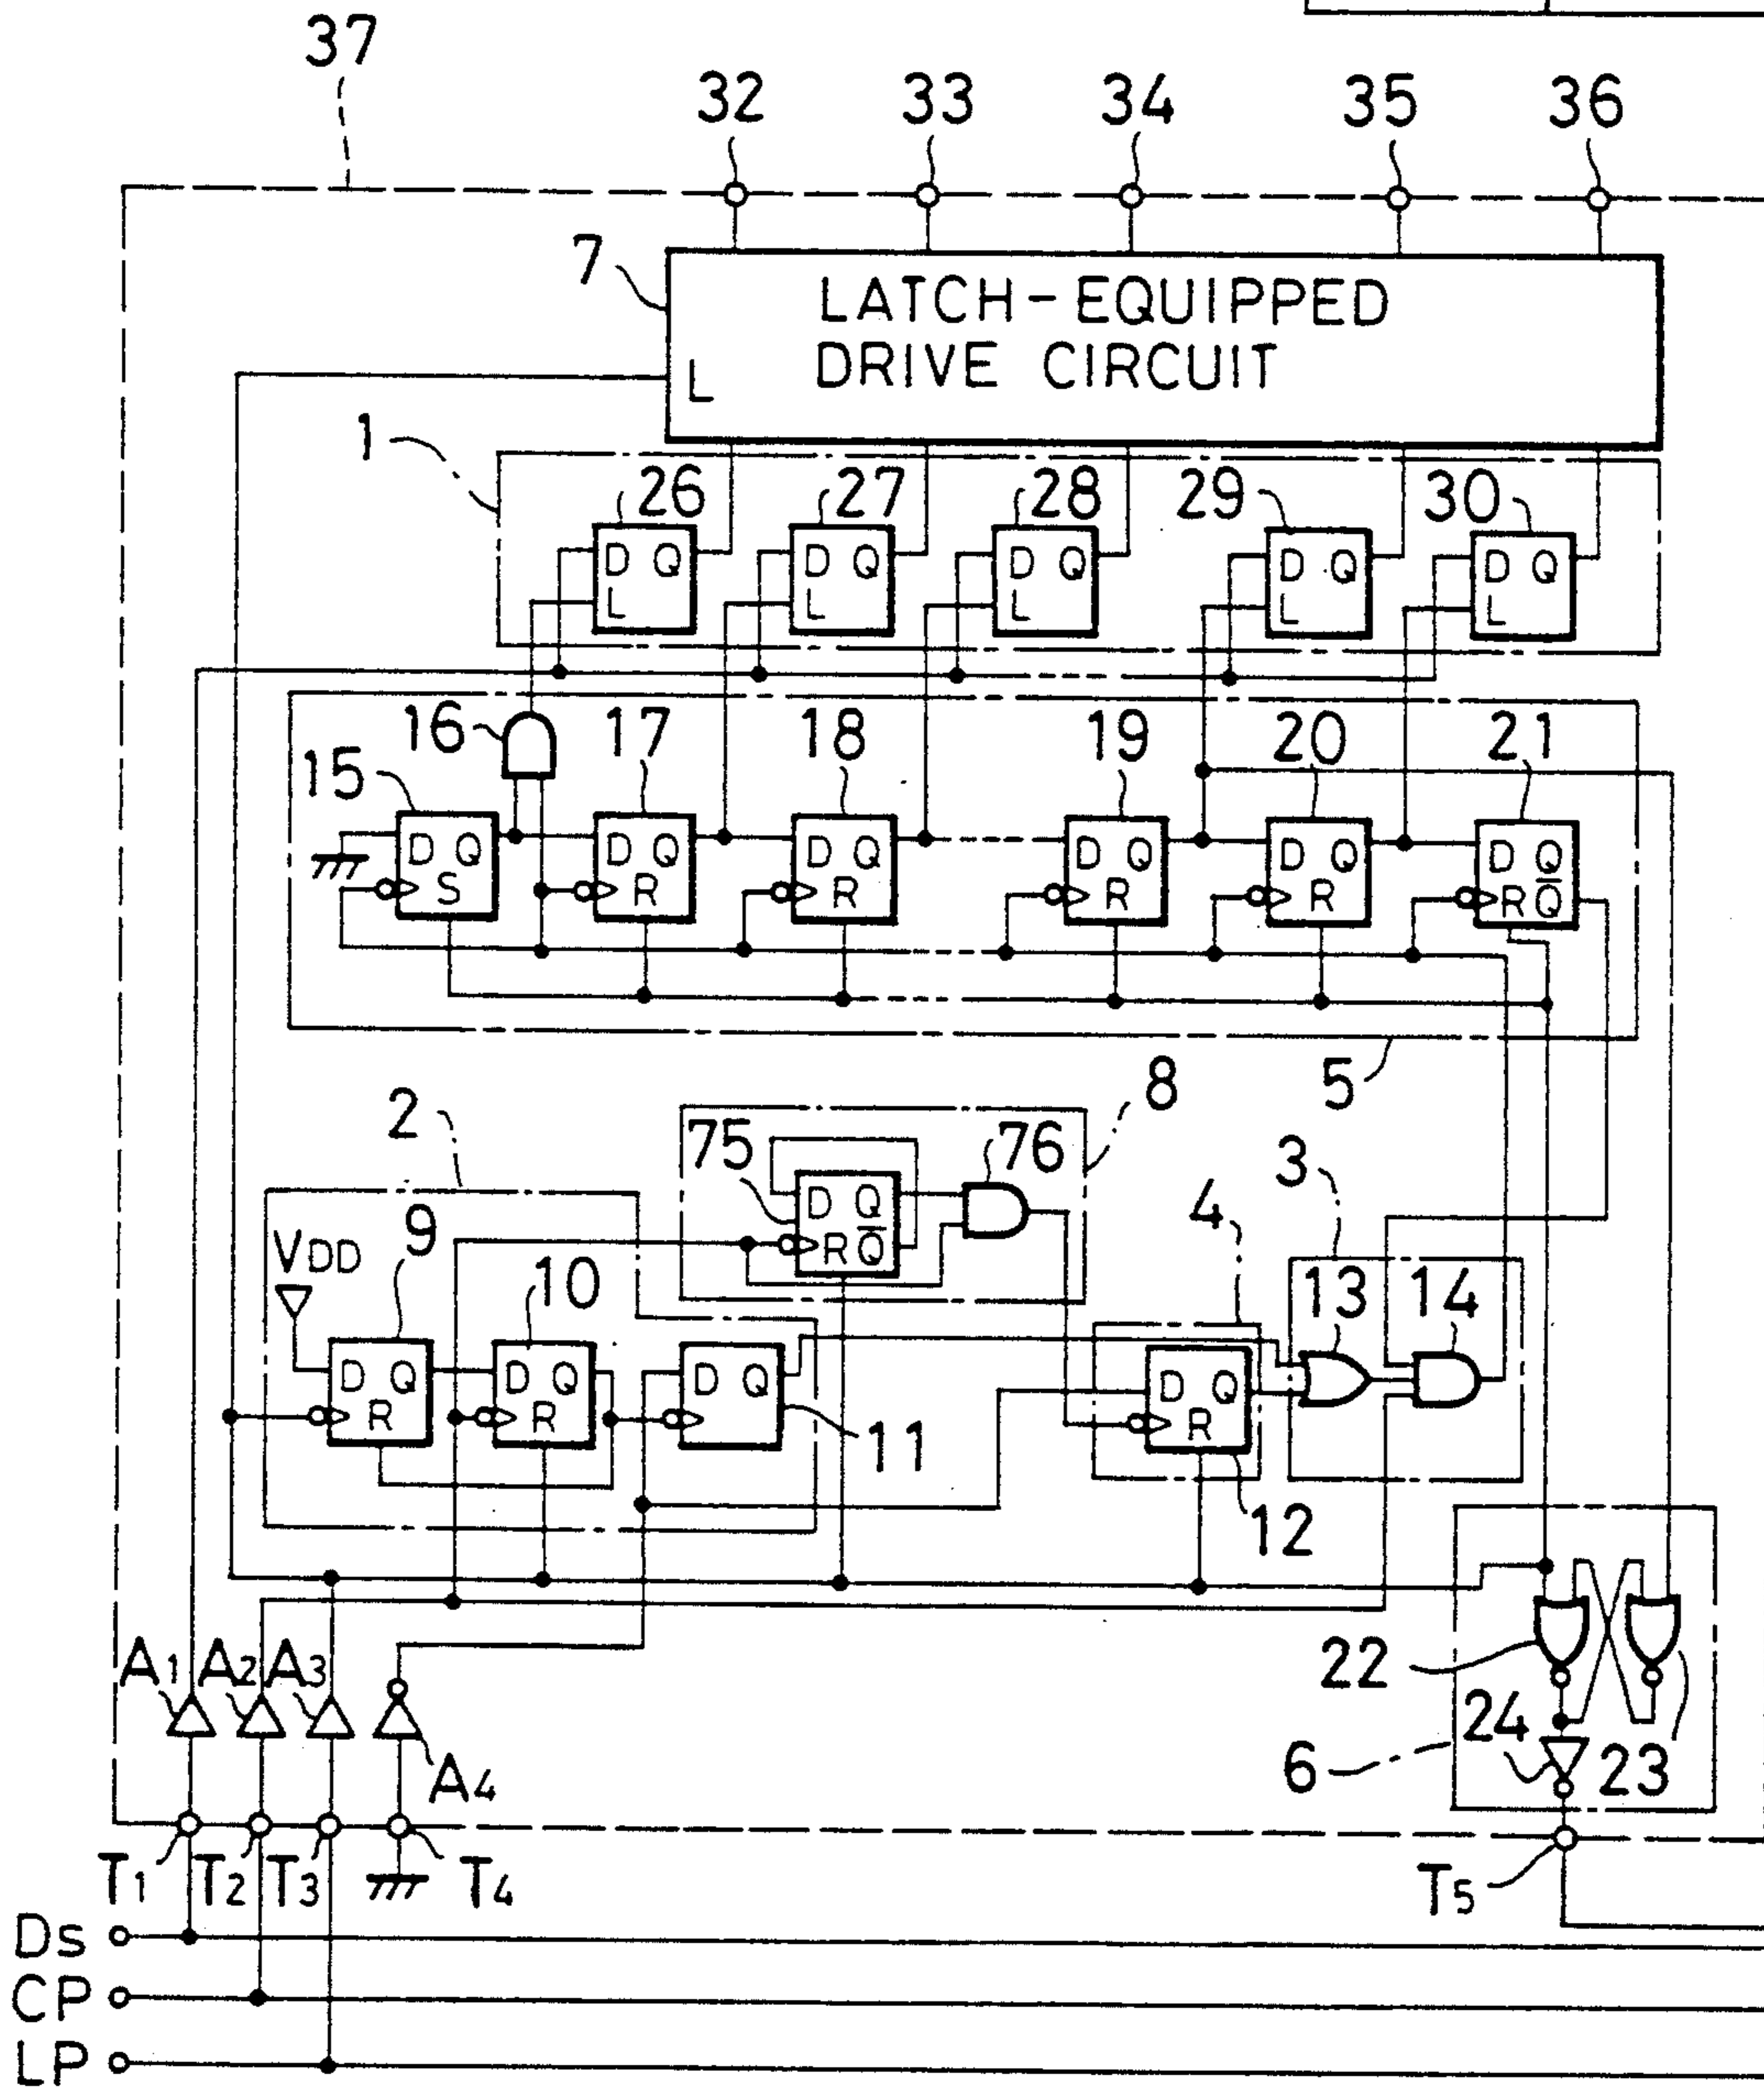 37
32 33 34 35 36
7
LATCH-EQUIPPED
DRIVE CIRCUIT
L
1
26 27 28 29 30
D Q D Q D Q D Q D Q
L L L L L
16 17 18 19 20 21
15
D Q D Q D Q D Q D Q D Q
S R R R R R Q̅
5
2 8
75 76
3
4
D Q
R Q̅
9
VDD
10
13 14
D Q D Q D Q D Q
R R R
11
12
A1 A2 A3
A4
22
24
6 23
T1 T2 T3 T4
T5
Ds
CP
LP